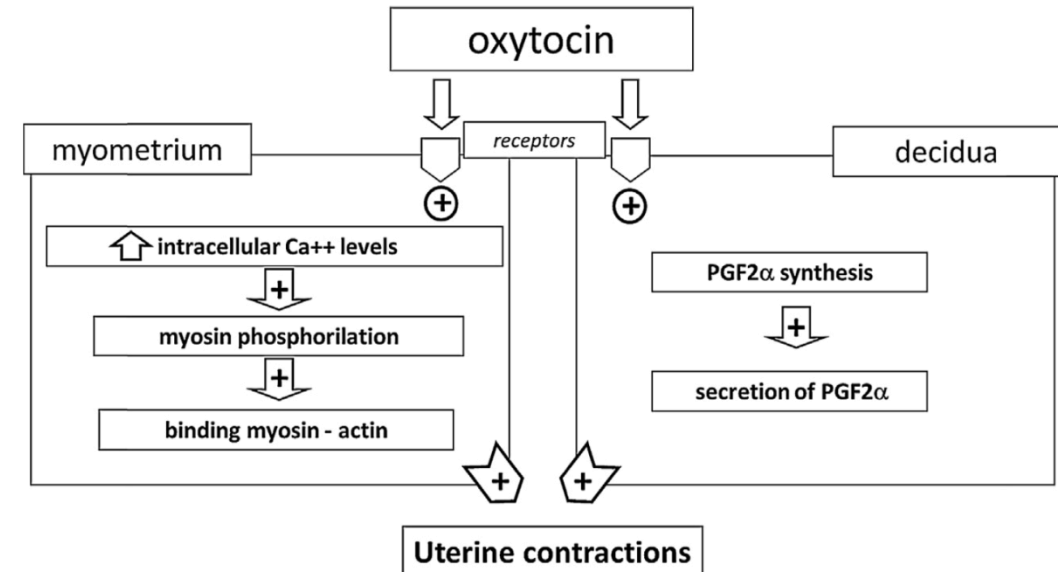 oxytocin
receptors
myometrium
decidua
+
+
intracellular Ca++ levels
+
myosin phosphorilation
+
binding myosin - actin
PGF2α synthesis
+
secretion of PGF2α
+
+
Uterine contractions